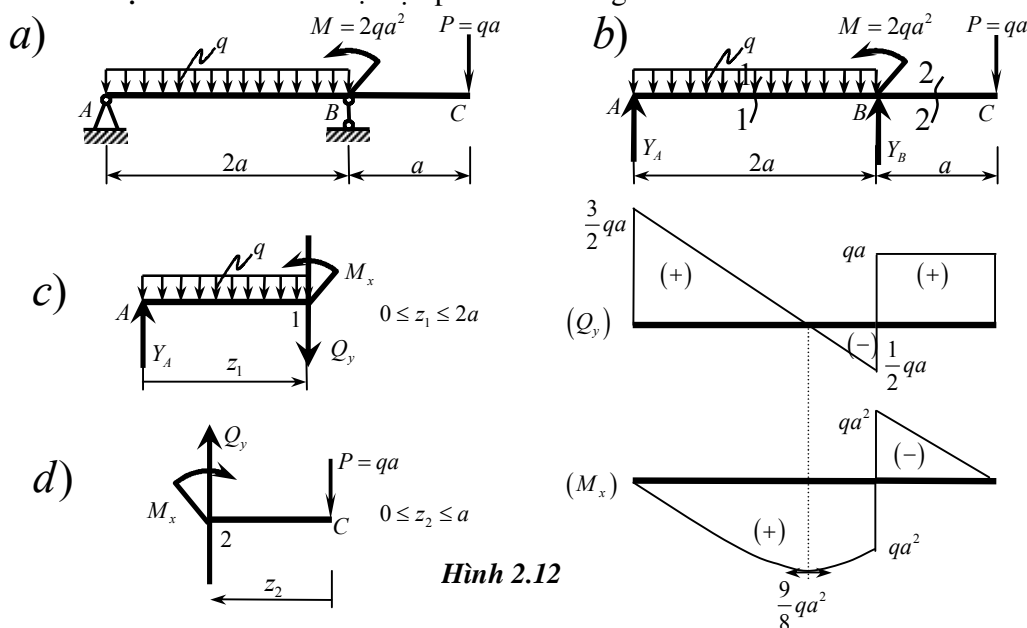 a)
M = 2qa²
P = qa
q
A
B
C
2a
a
b)
M = 2qa²
P = qa
q
1
2
A
B
C
1
2
Y_A
Y_B
2a
a
c)
q
M_x
A
1
0 ≤ z₁ ≤ 2a
Y_A
Q_y
z₁
3/2 qa
qa
(+)
(+)
(Q_y)
(−)
1/2 qa
d)
Q_y
P = qa
M_x
2
C
0 ≤ z₂ ≤ a
z₂
qa²
(−)
(M_x)
(+)
qa²
9/8 qa²
Hình 2.12